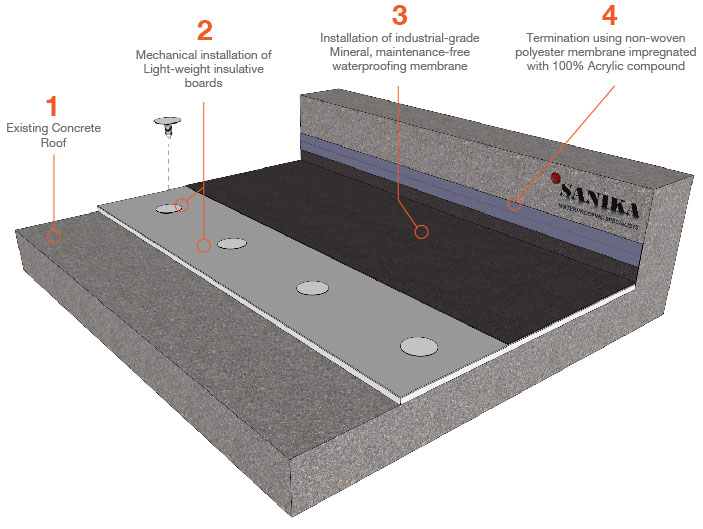 1
Existing Concrete
Roof
2
Mechanical installation of
Light-weight insulative
boards
3
Installation of industrial-grade
Mineral, maintenance-free
waterproofing membrane
4
Termination using non-woven
polyester membrane impregnated
with 100% Acrylic compound
SANIKA
WATERPROOFING SPECIALISTS